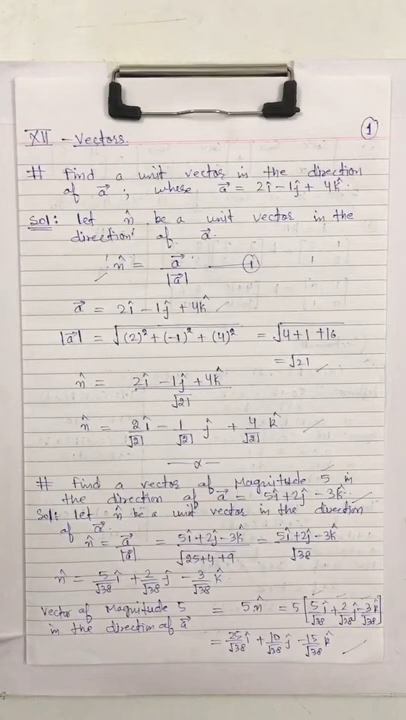 XII - Vectors.
1
# Find a unit vector in the direction
of a⃗ ; where a⃗ = 2î - 1ĵ + 4k̂.
Sol: let n̂ be a unit vector in the
direction of a⃗.
∴ n̂ = a⃗ / |a⃗| — ①
a⃗ = 2î - 1ĵ + 4k̂
|a⃗| = √((2)² + (-1)² + (4)²) = √(4+1+16)
= √21
n̂ = (2î - 1ĵ + 4k̂) / √21
n̂ = 2/√21 î - 1/√21 ĵ + 4/√21 k̂
— x —
# Find a vector of Magnitude 5 in
the direction of a⃗ = 5î + 2ĵ - 3k̂.
Sol: let n̂ be a unit vector in the direction
of a⃗
n̂ = a⃗ / |a⃗| = (5î + 2ĵ - 3k̂) / √(25+4+9) = (5î + 2ĵ - 3k̂) / √38
n̂ = 5/√38 î + 2/√38 ĵ - 3/√38 k̂
Vector of Magnitude 5 = 5n̂ = 5[5/√38 î + 2/√38 ĵ - 3/√38 k̂]
in the direction of a⃗
= 25/√38 î + 10/√38 ĵ - 15/√38 k̂